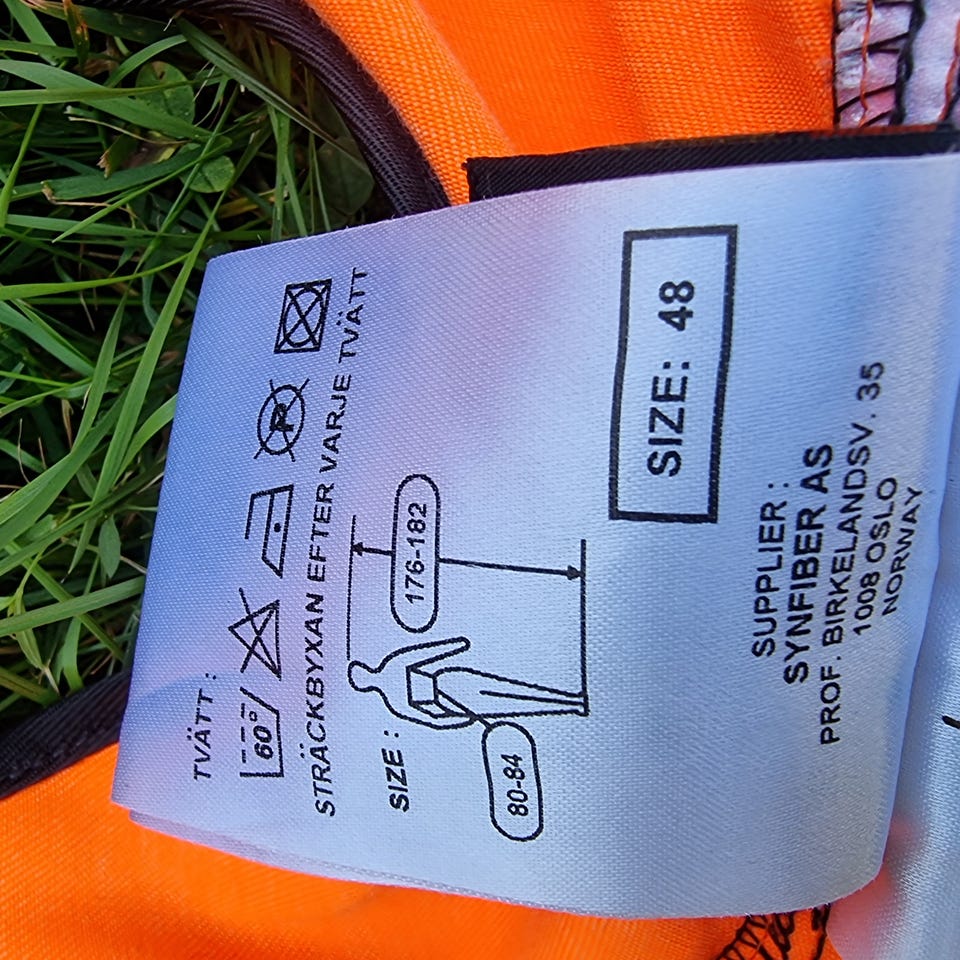 TVÄTT :
60°
P
STRÄCKBYXAN EFTER VARJE TVÄTT
SIZE :
176-182
80-84
SIZE: 48
SUPPLIER :
SYNFIBER AS
PROF. BIRKELANDSV. 35
1008 OSLO
NORWAY